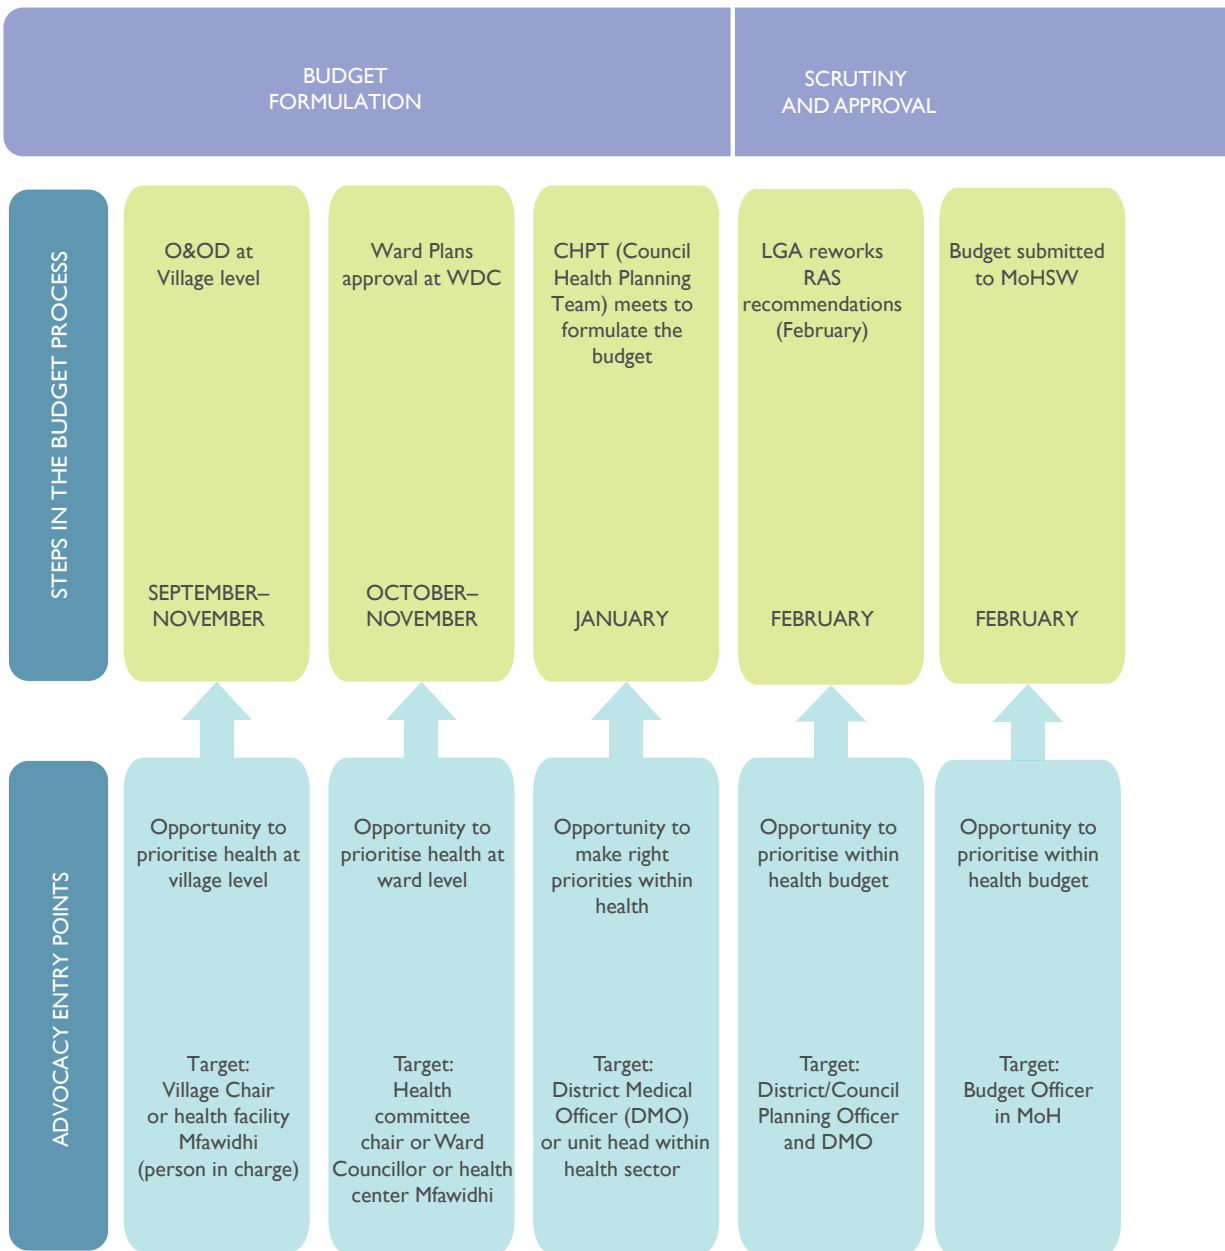 BUDGET
FORMULATION
SCRUTINY
AND APPROVAL
STEPS IN THE BUDGET PROCESS
O&OD at
Village level
SEPTEMBER–
NOVEMBER
Ward Plans
approval at WDC
OCTOBER–
NOVEMBER
CHPT (Council
Health Planning
Team) meets to
formulate the
budget
JANUARY
LGA reworks
RAS
recommendations
(February)
FEBRUARY
Budget submitted
to MoHSW
FEBRUARY
ADVOCACY ENTRY POINTS
Opportunity to
prioritise health at
village level
Target:
Village Chair
or health facility
Mfawidhi
(person in charge)
Opportunity to
prioritise health at
ward level
Target:
Health
committee
chair or Ward
Councillor or health
center Mfawidhi
Opportunity to
make right
priorities within
health
Target:
District Medical
Officer (DMO)
or unit head within
health sector
Opportunity to
prioritise within
health budget
Target:
District/Council
Planning Officer
and DMO
Opportunity to
prioritise within
health budget
Target:
Budget Officer
in MoH